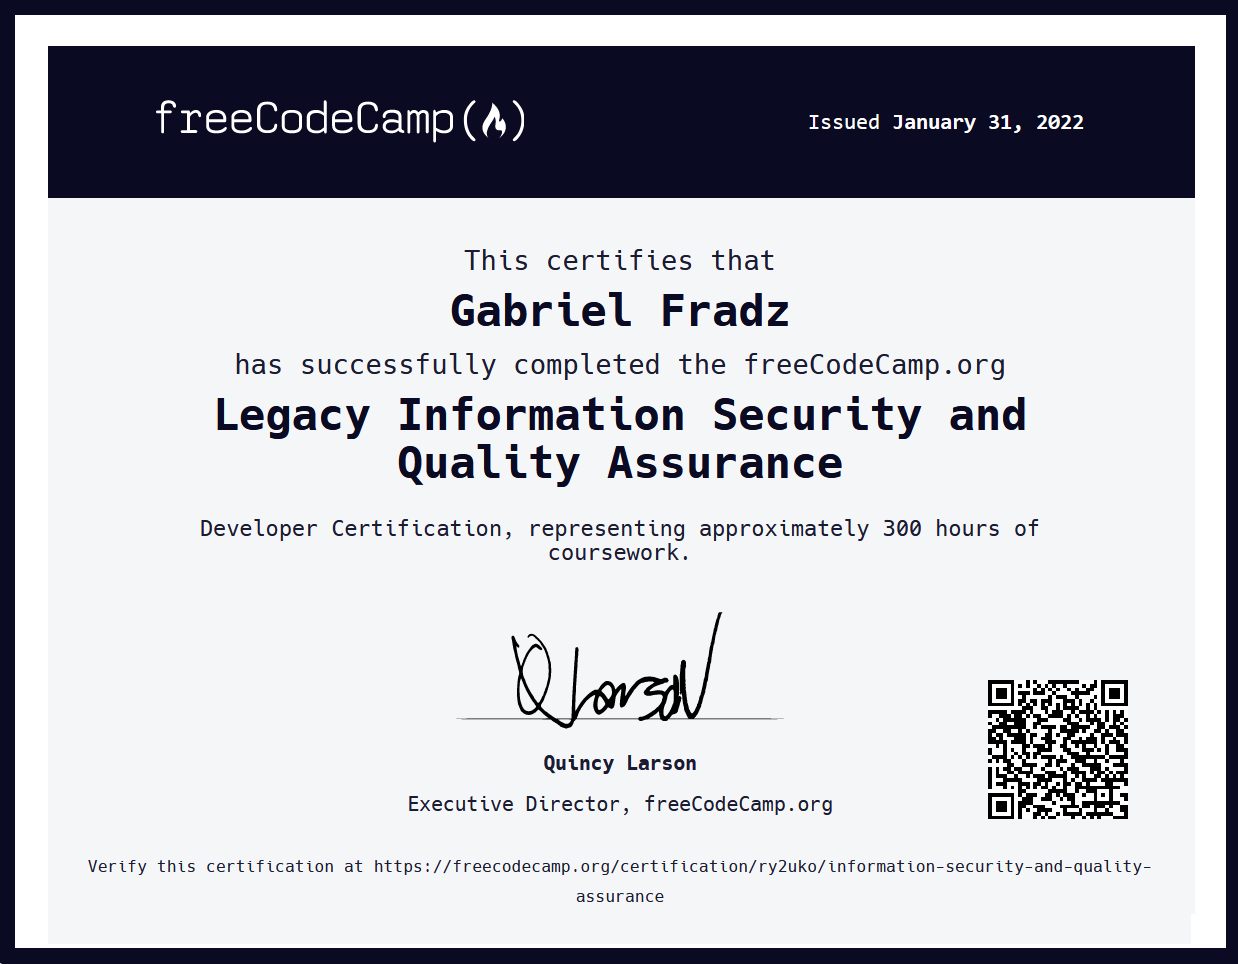 freeCodeCamp
Issued January 31, 2022
This certifies that
Gabriel Fradz
has successfully completed the freeCodeCamp.org
Legacy Information Security and
Quality Assurance
Developer Certification, representing approximately 300 hours of
coursework.
Quincy Larson
Executive Director, freeCodeCamp.org
Verify this certification at https://freecodecamp.org/certification/ry2uko/information-security-and-quality-
assurance